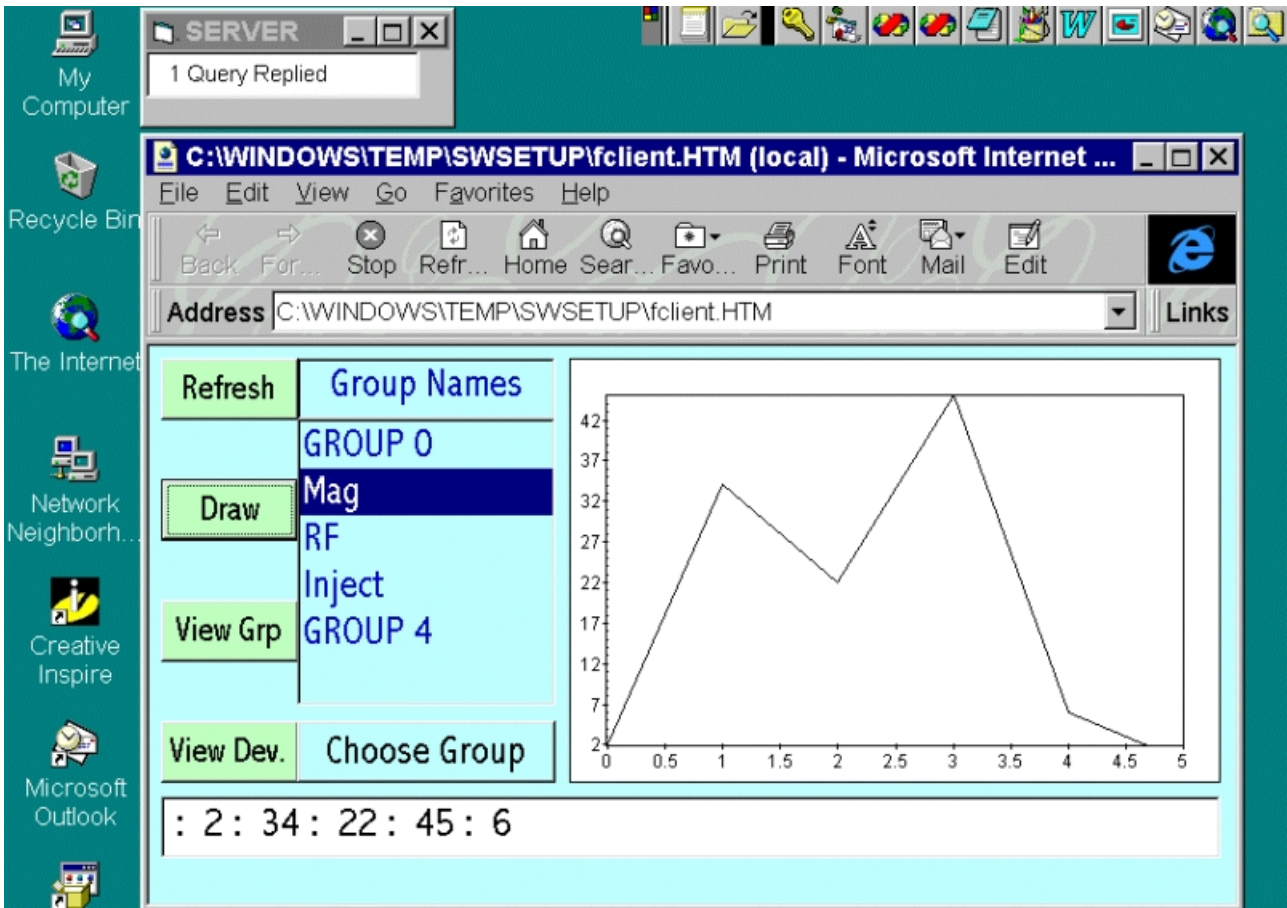 My
Computer
Recycle Bin
The Internet
Network
Neighborh...
Creative
Inspire
Microsoft
Outlook
SERVER
1 Query Replied
C:\WINDOWS\TEMP\SWSETUP\fclient.HTM (local) - Microsoft Internet ...
File Edit View Go Favorites Help
Back For... Stop Refr... Home Sear... Favo... Print Font Mail Edit
Address C:\WINDOWS\TEMP\SWSETUP\fclient.HTM Links
Refresh Group Names
GROUP 0
Draw Mag
RF
Inject
View Grp GROUP 4
View Dev. Choose Group
42
37
32
27
22
17
12
7
2
0 0.5 1 1.5 2 2.5 3 3.5 4 4.5 5
: 2 : 34 : 22 : 45 : 6